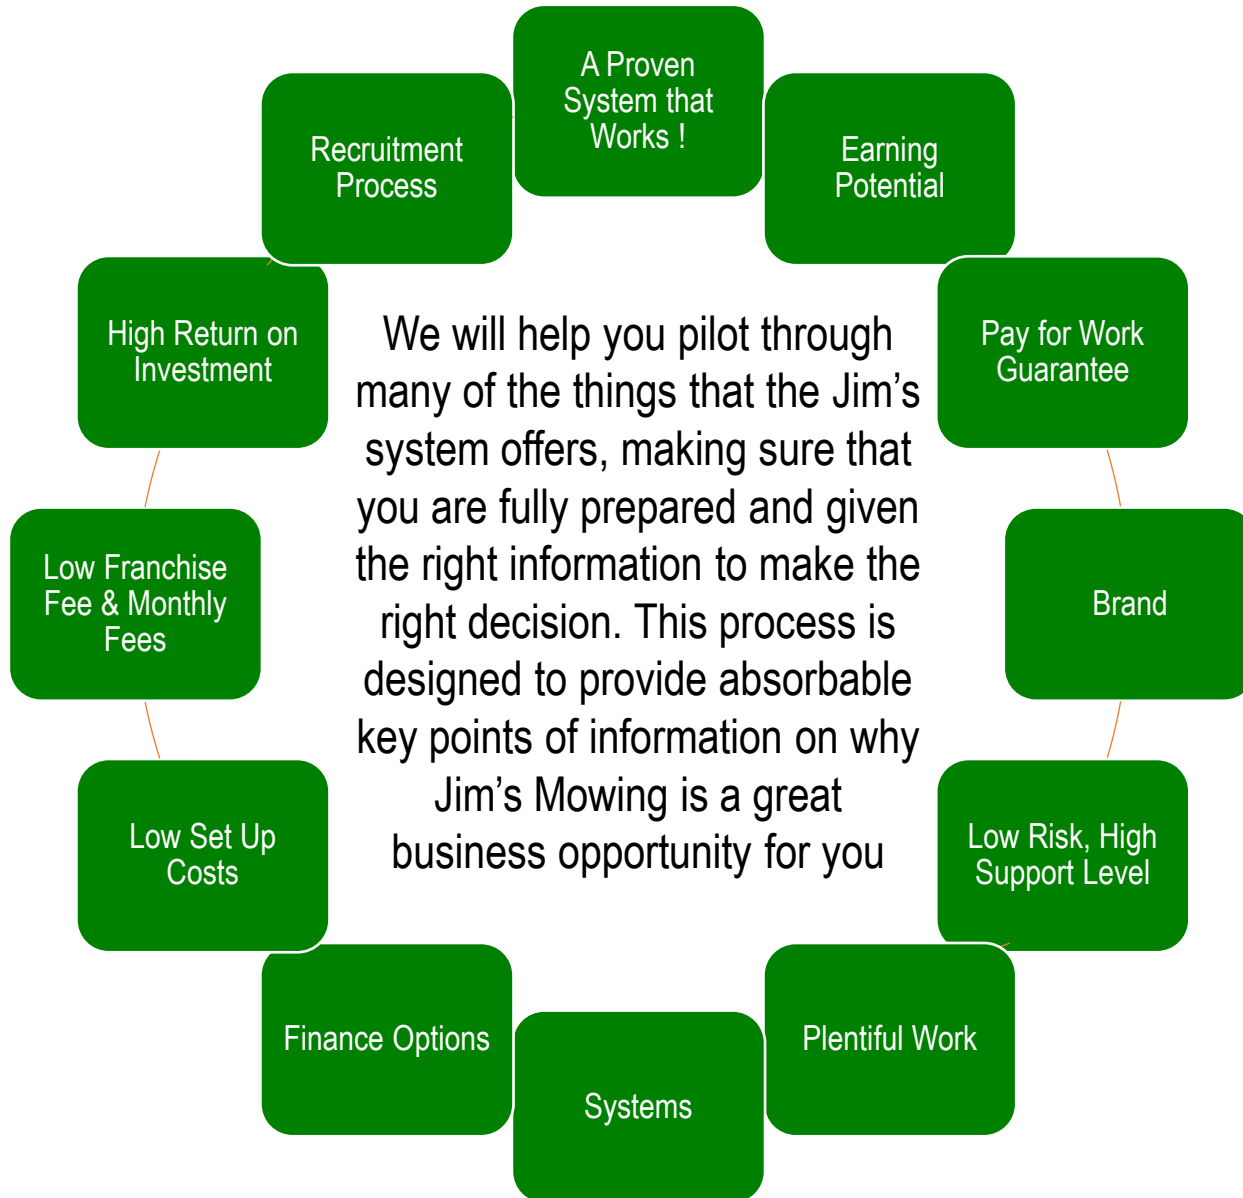 A Proven
System that
Works !
Earning
Potential
Pay for Work
Guarantee
Brand
Low Risk, High
Support Level
Plentiful Work
Systems
Finance Options
Low Set Up
Costs
Low Franchise
Fee & Monthly
Fees
High Return on
Investment
Recruitment
Process
We will help you pilot through
many of the things that the Jim’s
system offers, making sure that
you are fully prepared and given
the right information to make the
right decision. This process is
designed to provide absorbable
key points of information on why
Jim’s Mowing is a great
business opportunity for you